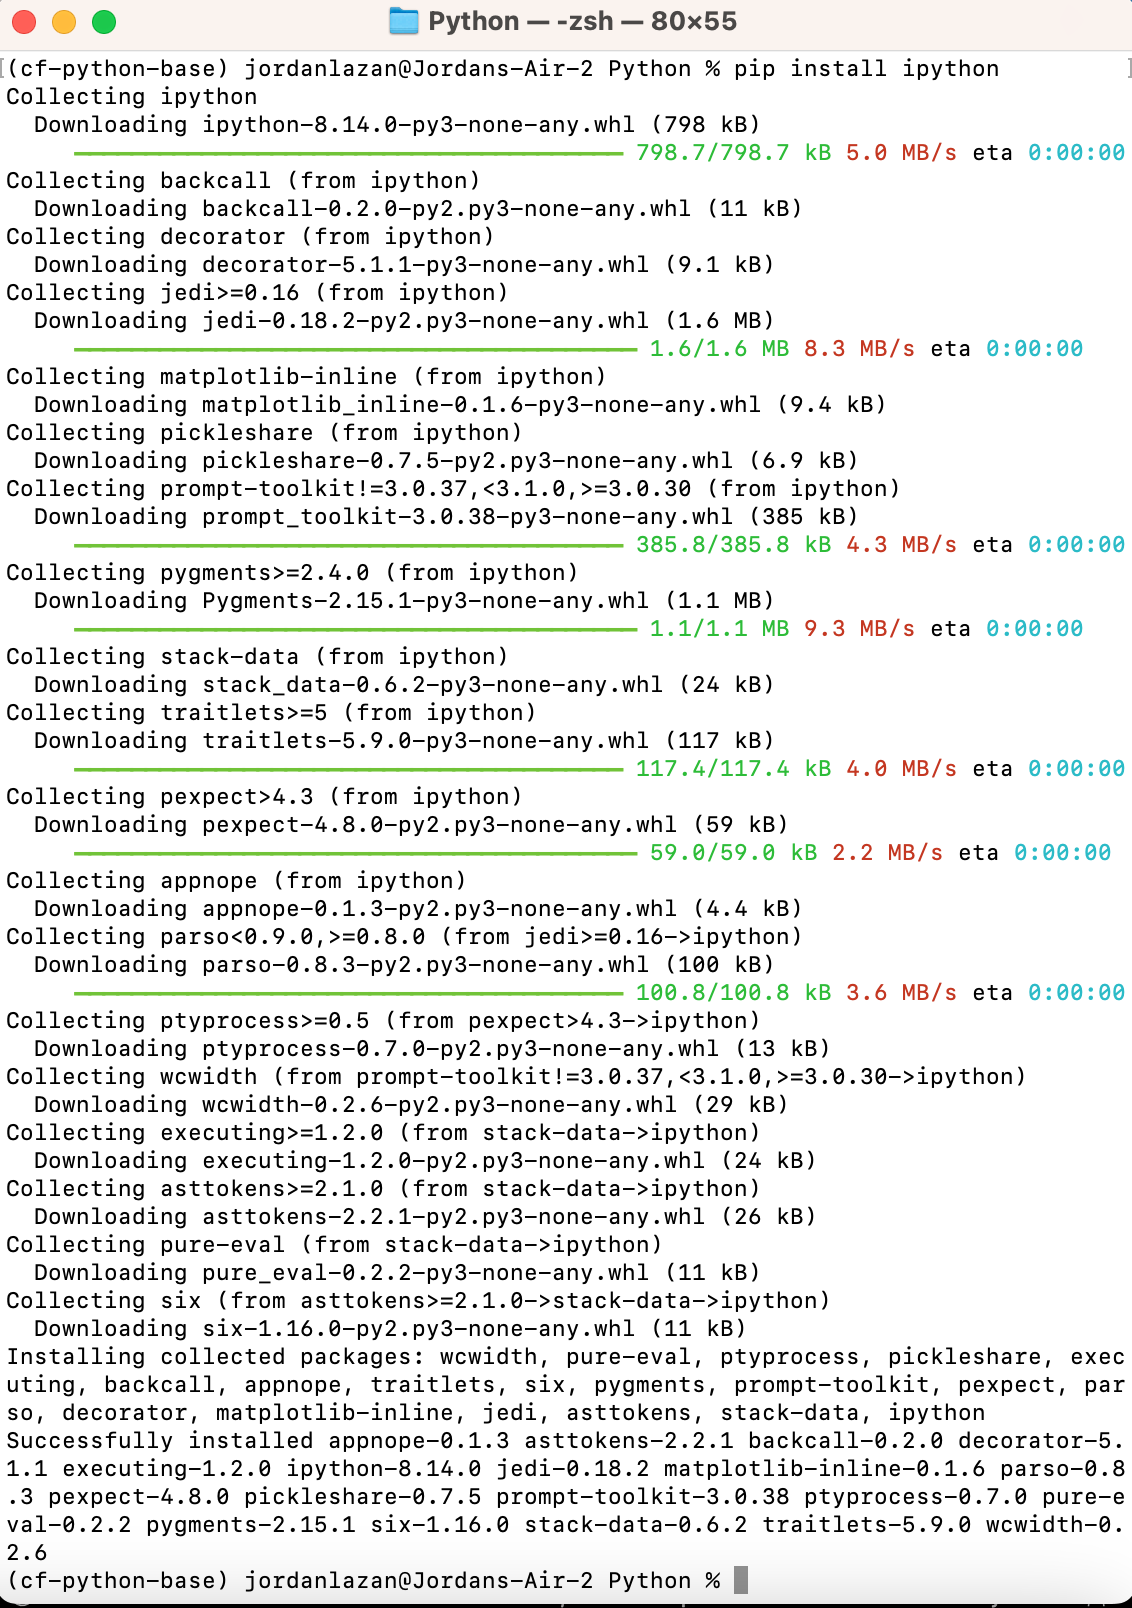 Python — -zsh — 80×55
(cf-python-base) jordanlazan@Jordans-Air-2 Python % pip install ipython
Collecting ipython
  Downloading ipython-8.14.0-py3-none-any.whl (798 kB)
798.7/798.7 kB 5.0 MB/s eta 0:00:00
Collecting backcall (from ipython)
  Downloading backcall-0.2.0-py2.py3-none-any.whl (11 kB)
Collecting decorator (from ipython)
  Downloading decorator-5.1.1-py3-none-any.whl (9.1 kB)
Collecting jedi>=0.16 (from ipython)
  Downloading jedi-0.18.2-py2.py3-none-any.whl (1.6 MB)
1.6/1.6 MB 8.3 MB/s eta 0:00:00
Collecting matplotlib-inline (from ipython)
  Downloading matplotlib_inline-0.1.6-py3-none-any.whl (9.4 kB)
Collecting pickleshare (from ipython)
  Downloading pickleshare-0.7.5-py2.py3-none-any.whl (6.9 kB)
Collecting prompt-toolkit!=3.0.37,<3.1.0,>=3.0.30 (from ipython)
  Downloading prompt_toolkit-3.0.38-py3-none-any.whl (385 kB)
385.8/385.8 kB 4.3 MB/s eta 0:00:00
Collecting pygments>=2.4.0 (from ipython)
  Downloading Pygments-2.15.1-py3-none-any.whl (1.1 MB)
1.1/1.1 MB 9.3 MB/s eta 0:00:00
Collecting stack-data (from ipython)
  Downloading stack_data-0.6.2-py3-none-any.whl (24 kB)
Collecting traitlets>=5 (from ipython)
  Downloading traitlets-5.9.0-py3-none-any.whl (117 kB)
117.4/117.4 kB 4.0 MB/s eta 0:00:00
Collecting pexpect>4.3 (from ipython)
  Downloading pexpect-4.8.0-py2.py3-none-any.whl (59 kB)
59.0/59.0 kB 2.2 MB/s eta 0:00:00
Collecting appnope (from ipython)
  Downloading appnope-0.1.3-py2.py3-none-any.whl (4.4 kB)
Collecting parso<0.9.0,>=0.8.0 (from jedi>=0.16->ipython)
  Downloading parso-0.8.3-py2.py3-none-any.whl (100 kB)
100.8/100.8 kB 3.6 MB/s eta 0:00:00
Collecting ptyprocess>=0.5 (from pexpect>4.3->ipython)
  Downloading ptyprocess-0.7.0-py2.py3-none-any.whl (13 kB)
Collecting wcwidth (from prompt-toolkit!=3.0.37,<3.1.0,>=3.0.30->ipython)
  Downloading wcwidth-0.2.6-py2.py3-none-any.whl (29 kB)
Collecting executing>=1.2.0 (from stack-data->ipython)
  Downloading executing-1.2.0-py2.py3-none-any.whl (24 kB)
Collecting asttokens>=2.1.0 (from stack-data->ipython)
  Downloading asttokens-2.2.1-py2.py3-none-any.whl (26 kB)
Collecting pure-eval (from stack-data->ipython)
  Downloading pure_eval-0.2.2-py3-none-any.whl (11 kB)
Collecting six (from asttokens>=2.1.0->stack-data->ipython)
  Downloading six-1.16.0-py2.py3-none-any.whl (11 kB)
Installing collected packages: wcwidth, pure-eval, ptyprocess, pickleshare, exec
uting, backcall, appnope, traitlets, six, pygments, prompt-toolkit, pexpect, par
so, decorator, matplotlib-inline, jedi, asttokens, stack-data, ipython
Successfully installed appnope-0.1.3 asttokens-2.2.1 backcall-0.2.0 decorator-5.
1.1 executing-1.2.0 ipython-8.14.0 jedi-0.18.2 matplotlib-inline-0.1.6 parso-0.8
.3 pexpect-4.8.0 pickleshare-0.7.5 prompt-toolkit-3.0.38 ptyprocess-0.7.0 pure-e
val-0.2.2 pygments-2.15.1 six-1.16.0 stack-data-0.6.2 traitlets-5.9.0 wcwidth-0.
2.6
(cf-python-base) jordanlazan@Jordans-Air-2 Python %